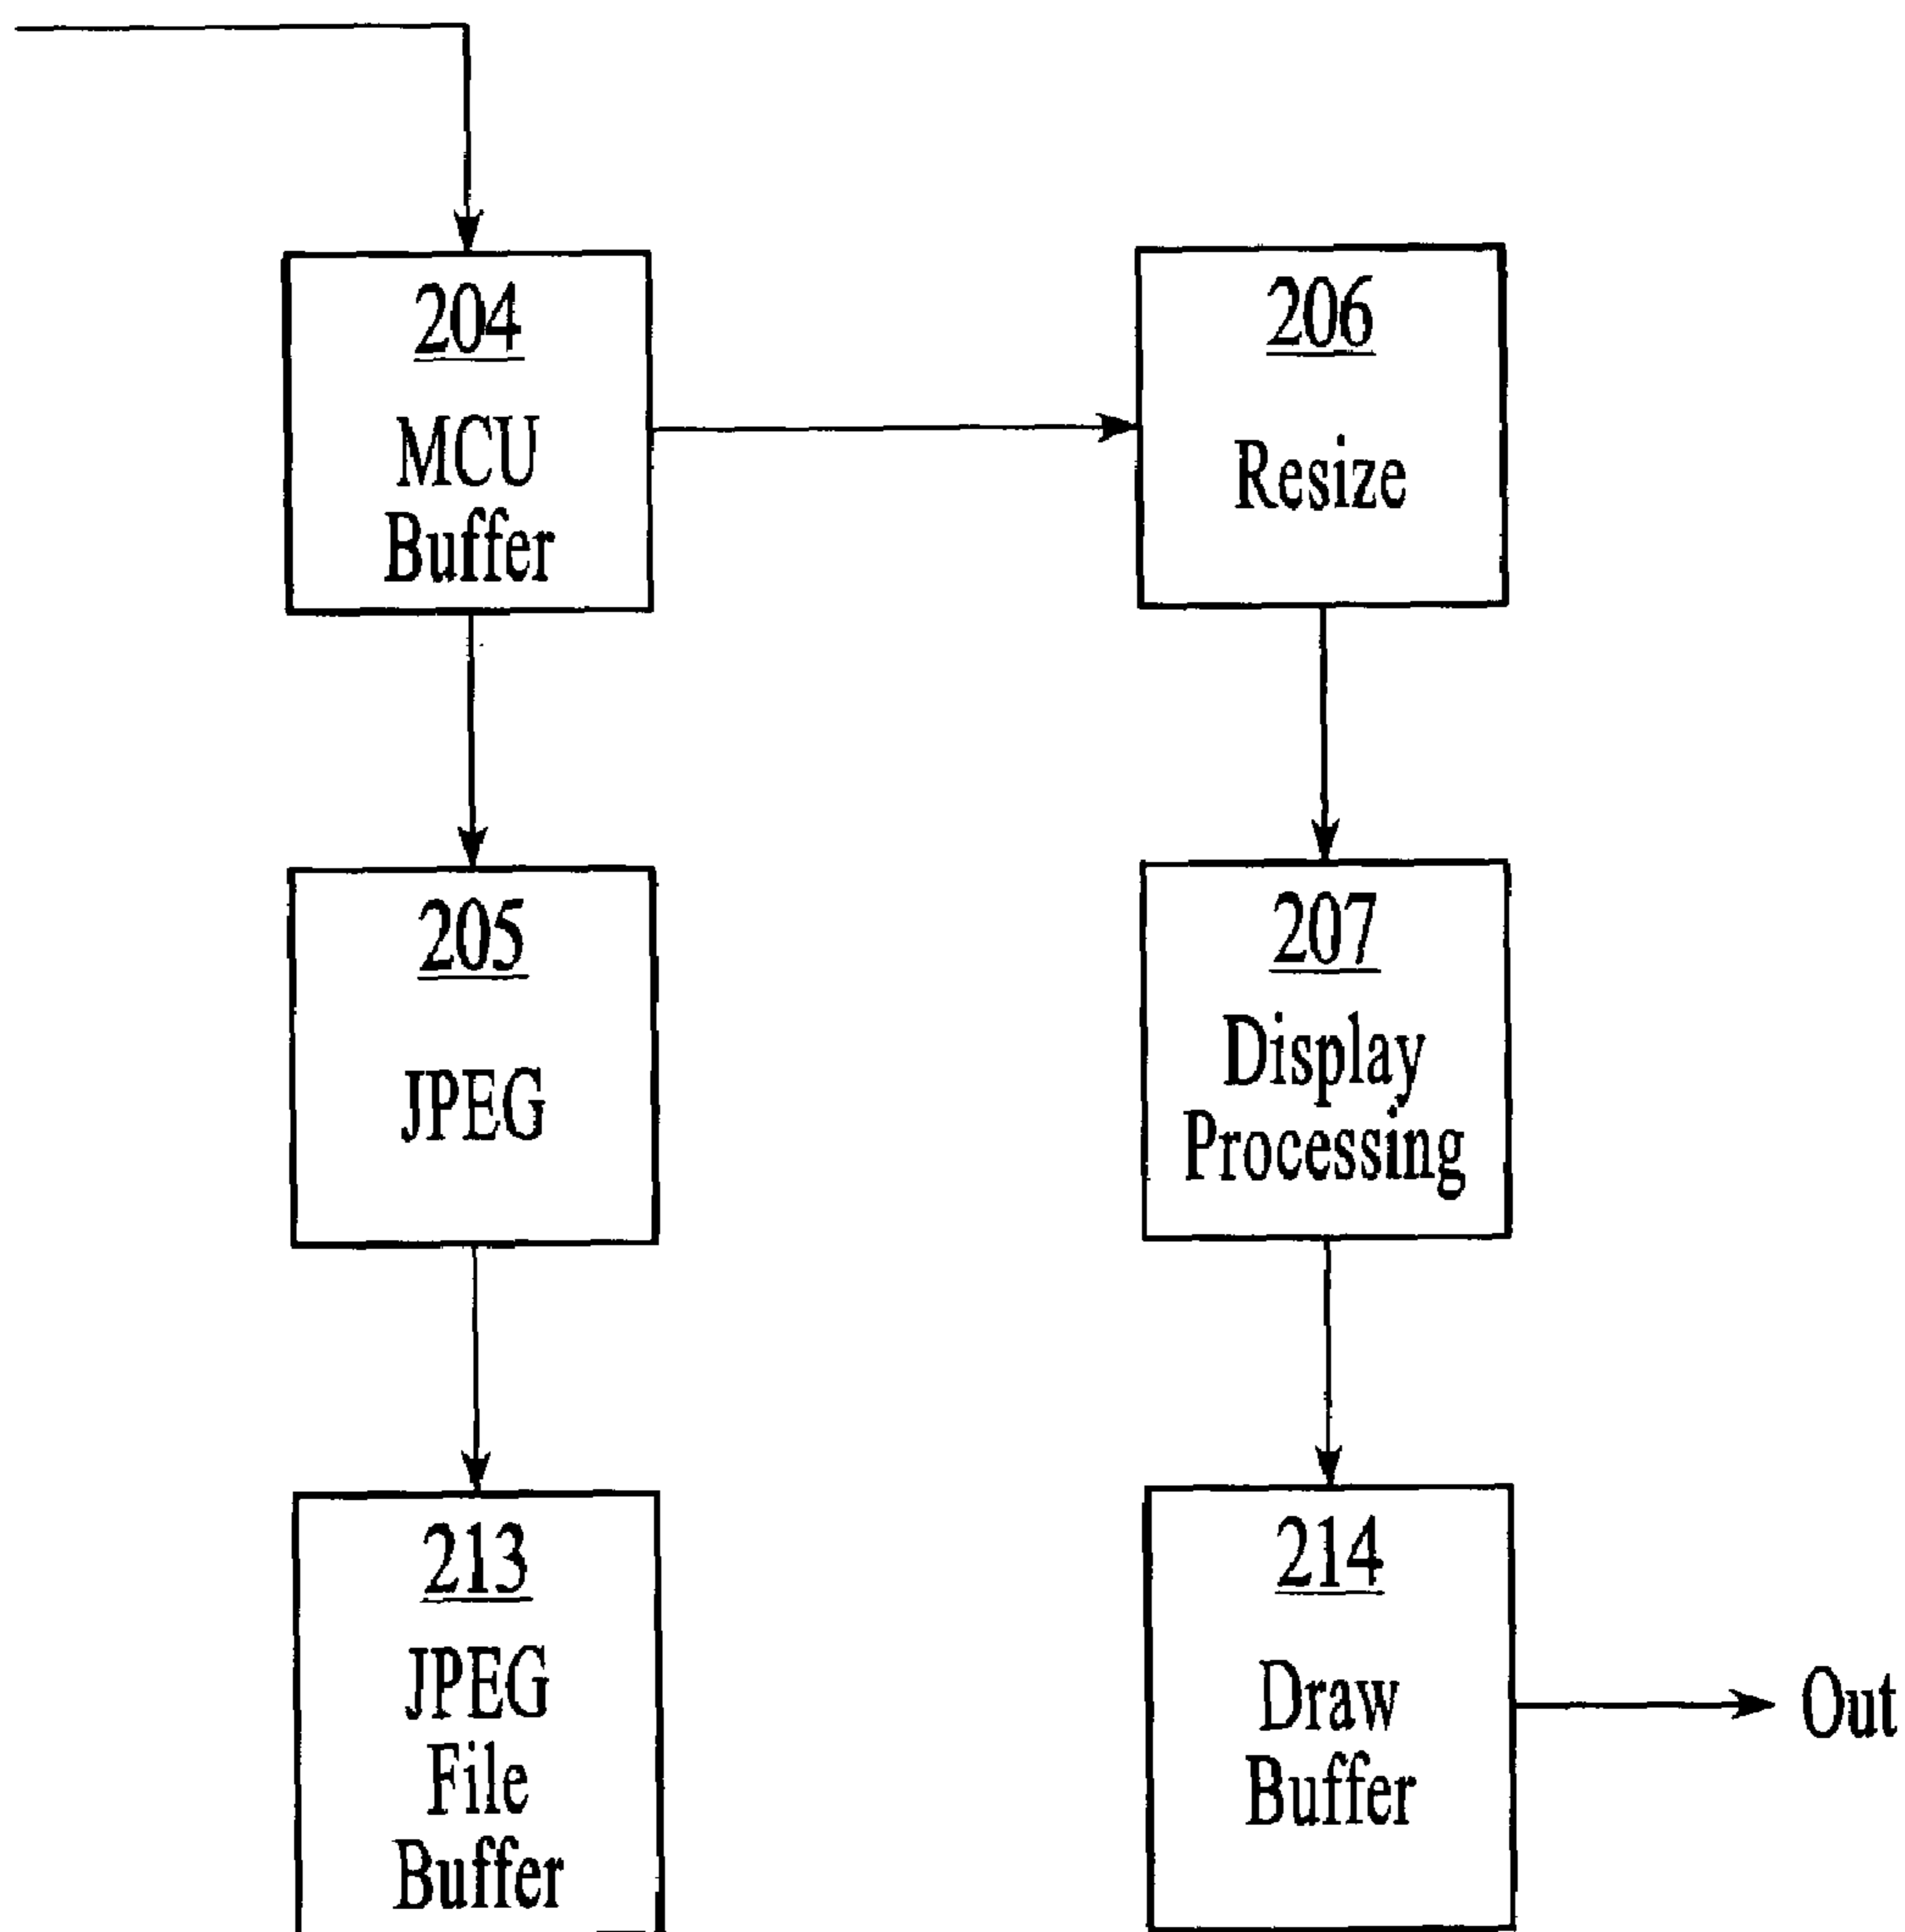 204
MCU
Buffer
206
Resize
205
JPEG
207
Display
Processing
213
JPEG
File
Buffer
214
Draw
Buffer
Out